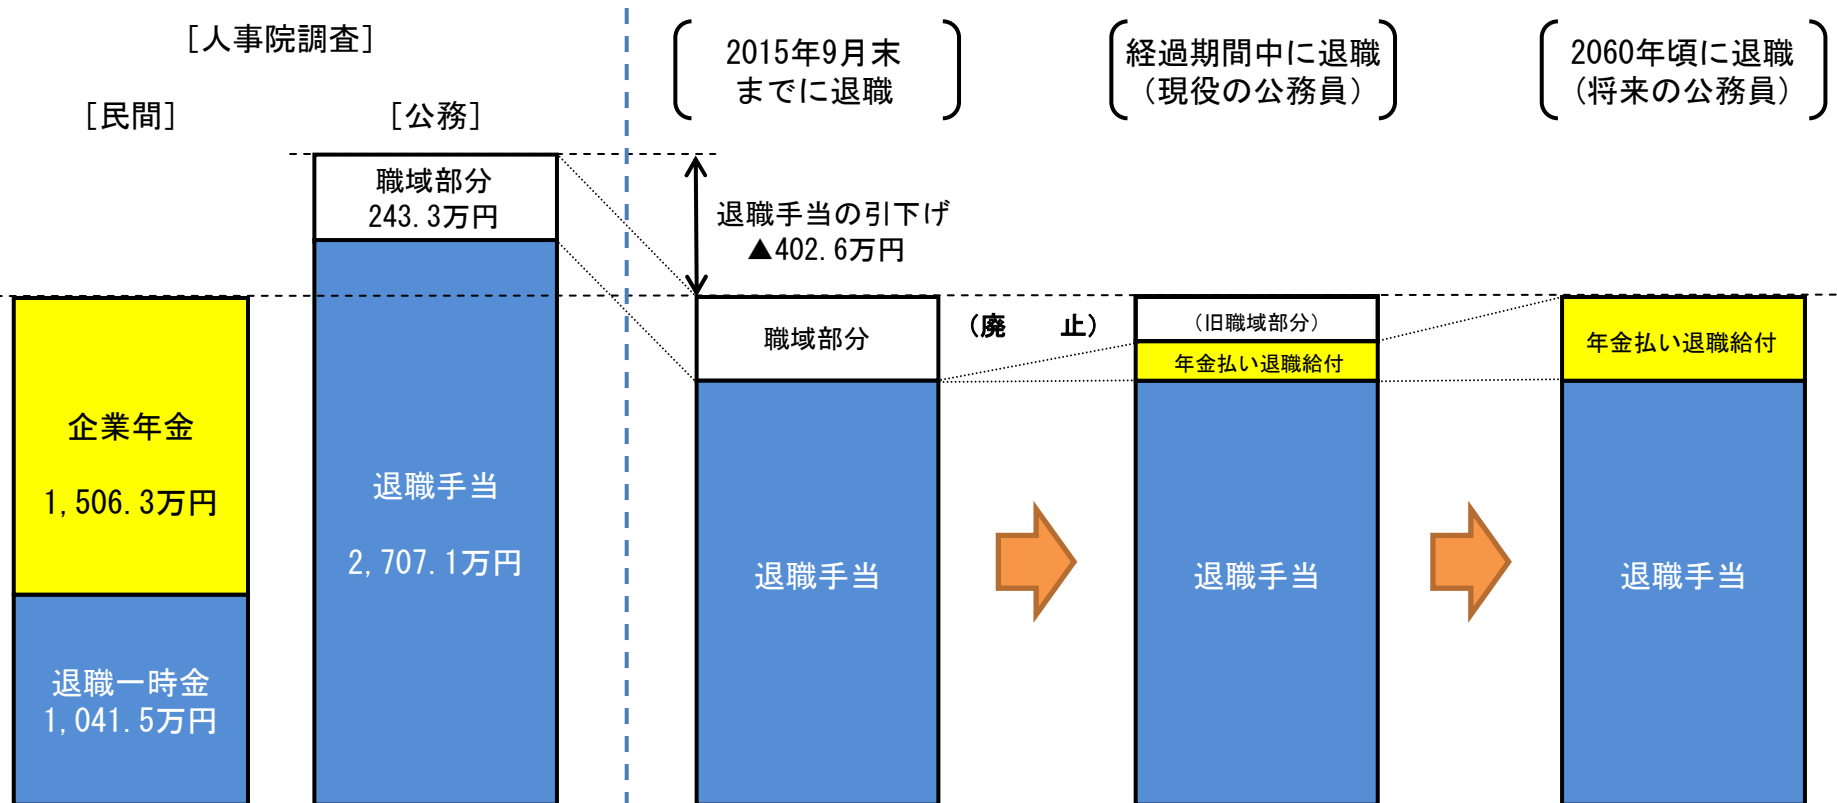 ［人事院調査］
［民間］
［公務］
企業年金
1,506.3万円
退職一時金
1,041.5万円
職域部分
243.3万円
退職手当
2,707.1万円
2015年9月末
までに退職
退職手当の引下げ
▲402.6万円
職域部分
退職手当
（廃　　止）
経過期間中に退職
（現役の公務員）
（旧職域部分）
年金払い退職給付
退職手当
2060年頃に退職
（将来の公務員）
年金払い退職給付
退職手当